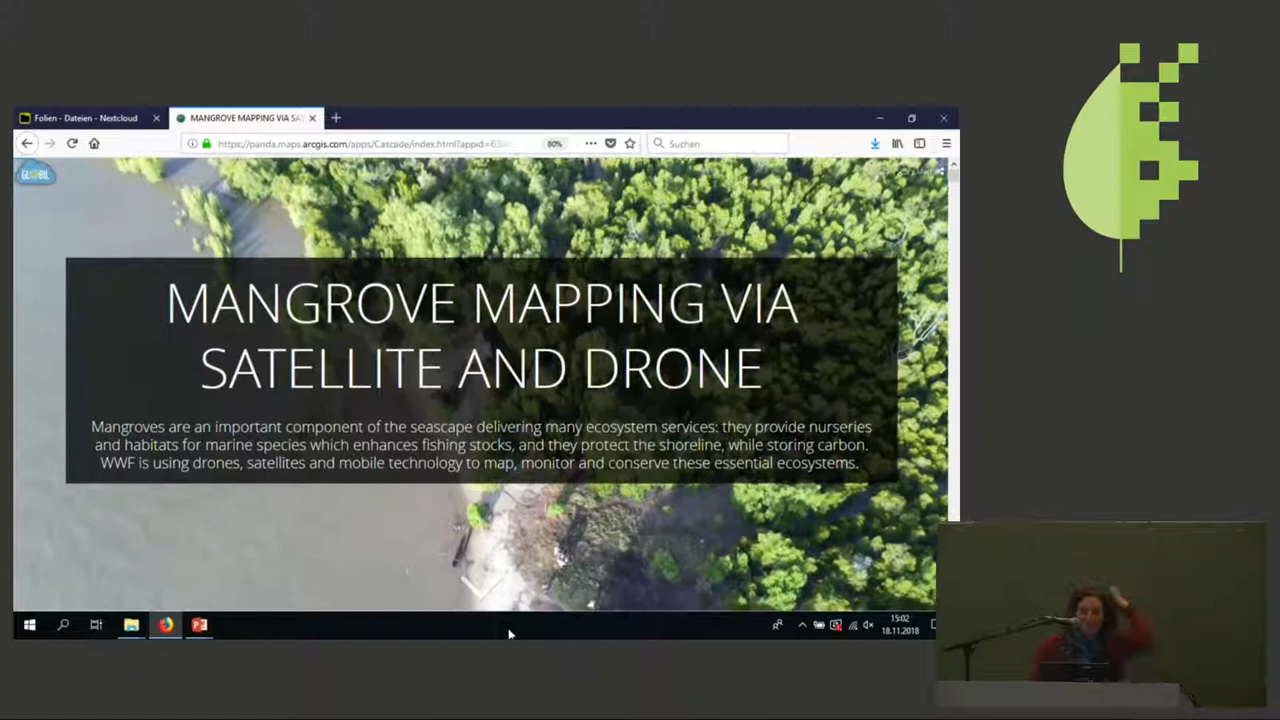 Folien - Dateien - Nextcloud
MANGROVE MAPPING VIA SA
https://panda.maps.arcgis.com/apps/Cascade/index.html?appid=634
80%
Suchen
GLOBIL
MANGROVE MAPPING VIA
SATELLITE AND DRONE
Mangroves are an important component of the seascape delivering many ecosystem services: they provide nurseries
and habitats for marine species which enhances fishing stocks, and they protect the shoreline, while storing carbon.
WWF is using drones, satellites and mobile technology to map, monitor and conserve these essential ecosystems.
15:02
18.11.2018